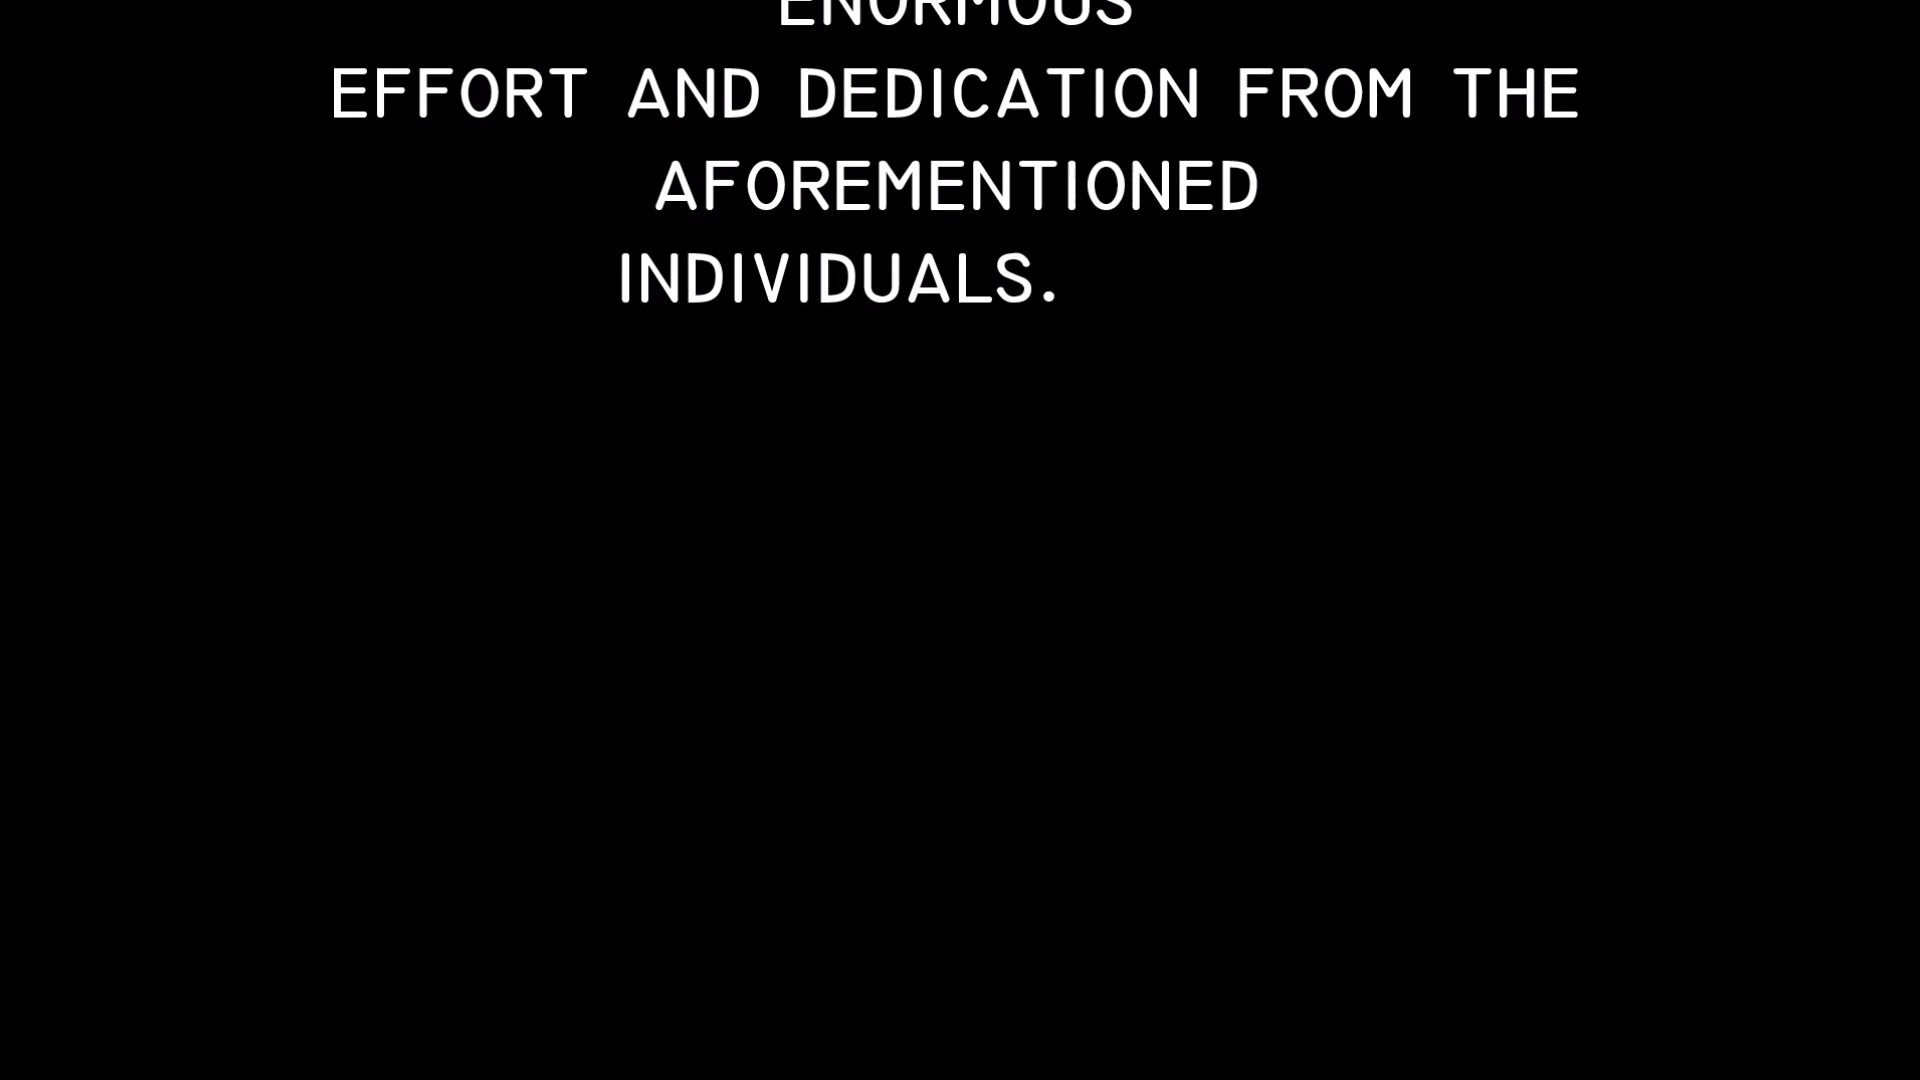 ENORMOUS
EFFORT AND DEDICATION FROM THE
AFOREMENTIONED
INDIVIDUALS.